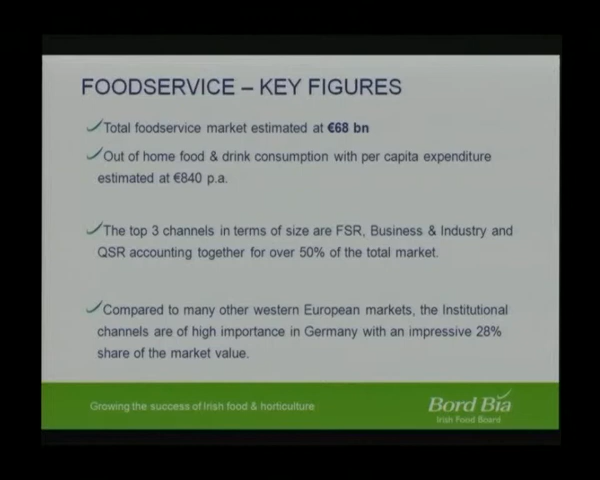 FOODSERVICE – KEY FIGURES
Total foodservice market estimated at €68 bn
Out of home food & drink consumption with per capita expenditure
estimated at €840 p.a.
The top 3 channels in terms of size are FSR, Business & Industry and
QSR accounting together for over 50% of the total market.
Compared to many other western European markets, the Institutional
channels are of high importance in Germany with an impressive 28%
share of the market value.
Growing the success of Irish food & horticulture
Bord Bia
Irish Food Board